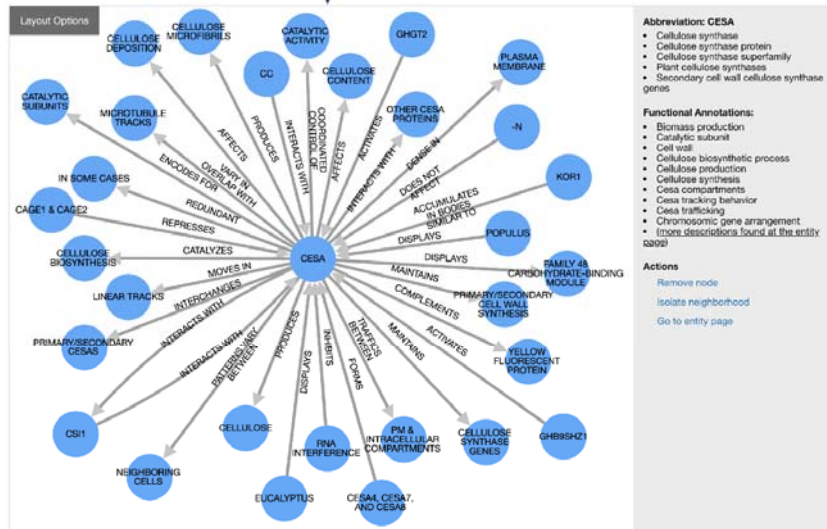 Layout Options
CELLULOSE
DEPOSITION
CELLULOSE
MICROFIBRILS
CATALYTIC
ACTIVITY
GHGT2
CC
CELLULOSE
CONTENT
PLASMA
MEMBRANE
CATALYTIC
SUBUNITS
MICROTUBULE
TRACKS
OTHER CESA
PROTEINS
-N
IN SOME CASES
CAGE1 & CAGE2
KOR1
POPULUS
CELLULOSE
BIOSYNTHESIS
CESA
FAMILY 48
CARBOHYDRATE-BINDING
MODULE
LINEAR TRACKS
PRIMARY/SECONDARY
CELL WALL
SYNTHESIS
PRIMARY/SECONDARY
CESAS
YELLOW
FLUORESCENT
PROTEIN
CSI1
CELLULOSE
RNA
INTERFERENCE
PM &
INTRACELLULAR
COMPARTMENTS
CELLULOSE
SYNTHASE
GENES
GHB9SHZ1
NEIGHBORING
CELLS
EUCALYPTUS
CESA4, CESA7,
AND CESA8
AFFECTS
PRODUCES
INTERACTS WITH
COORDINATED
CONTROL OF
AFFECTS
ACTIVATES
INTERACTS WITH
DENSE IN
DOES NOT
AFFECT
ACCUMULATES
IN BODIES
SIMILAR TO
DISPLAYS
DISPLAYS
MAINTAINS
COMPLEMENTS
ACTIVATES
MAINTAINS
TRAFFICS
BETWEEN
FORMS
INHIBITS
DISPLAYS
PRODUCES
PATTERNS VARY
BETWEEN
INTERACTS WITH
INTERACTS WITH
INTERCHANGES
MOVES IN
CATALYZES
REPRESSES
REDUNDANT
ENCODES FOR
VARY IN
OVERLAP WITH
Abbreviation: CESA
• Cellulose synthase
• Cellulose synthase protein
• Cellulose synthase superfamily
• Plant cellulose synthases
• Secondary cell wall cellulose synthase
genes
Functional Annotations:
• Biomass production
• Catalytic subunit
• Cell wall
• Cellulose biosynthetic process
• Cellulose production
• Cellulose synthesis
• Cesa compartments
• Cesa tracking behavior
• Cesa trafficking
• Chromosomic gene arrangement
• (more descriptions found at the entity
page)
Actions
Remove node
Isolate neighborhood
Go to entity page